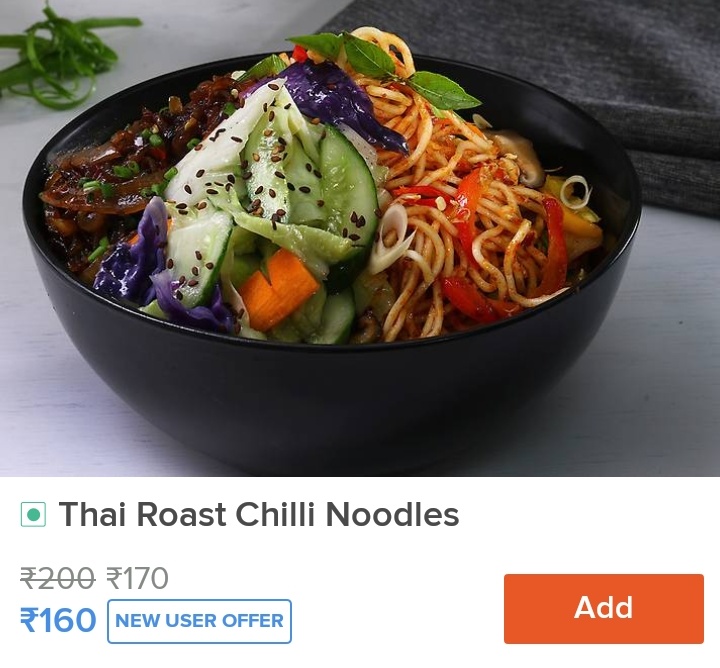 Thai Roast Chilli Noodles
₹200 ₹170
₹160 NEW USER OFFER
Add